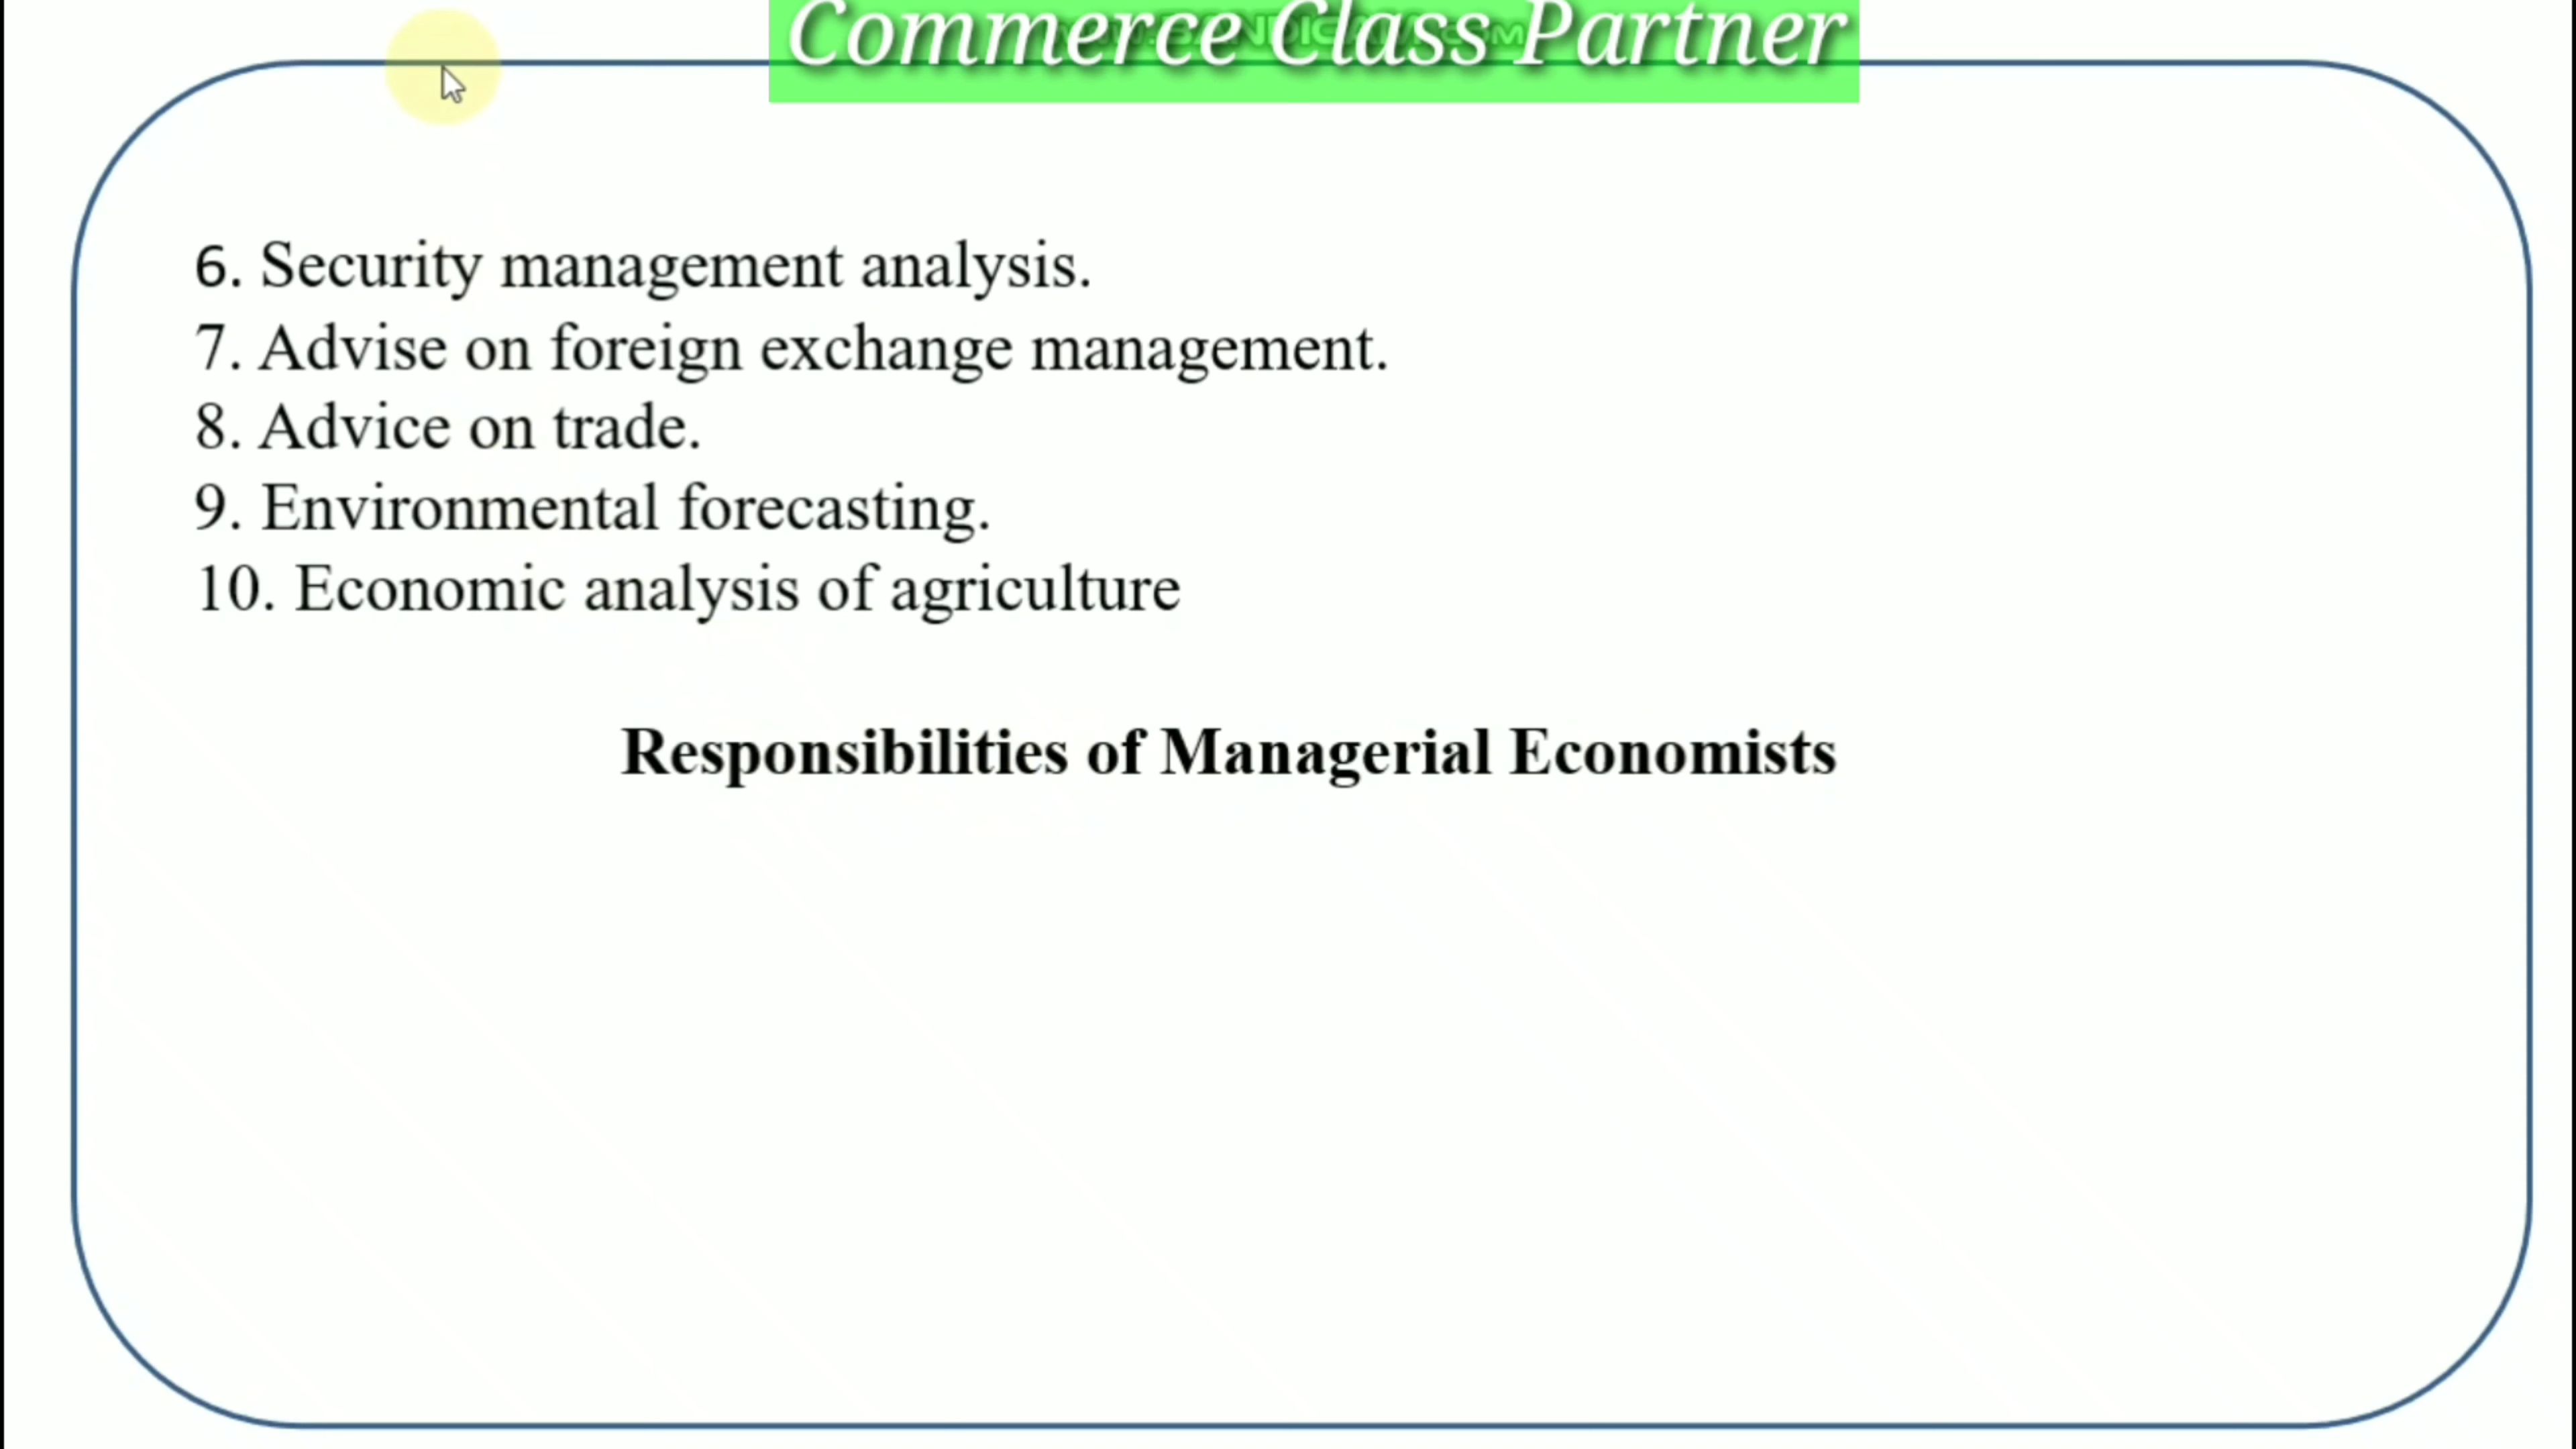 Commerce Class Partner
6. Security management analysis.
7. Advise on foreign exchange management.
8. Advice on trade.
9. Environmental forecasting.
10. Economic analysis of agriculture
Responsibilities of Managerial Economists